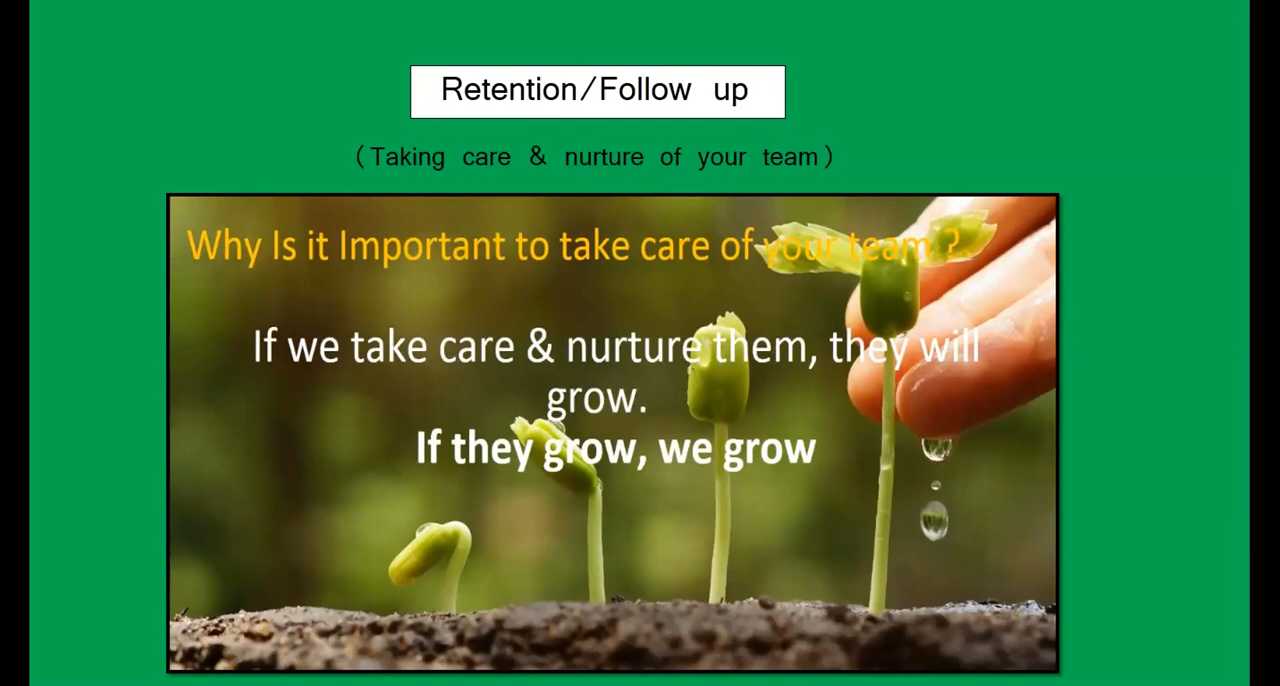 Retention/Follow up
(Taking care & nurture of your team)
Why Is it Important to take care of your team ?
If we take care & nurture them, they will
grow.
If they grow, we grow